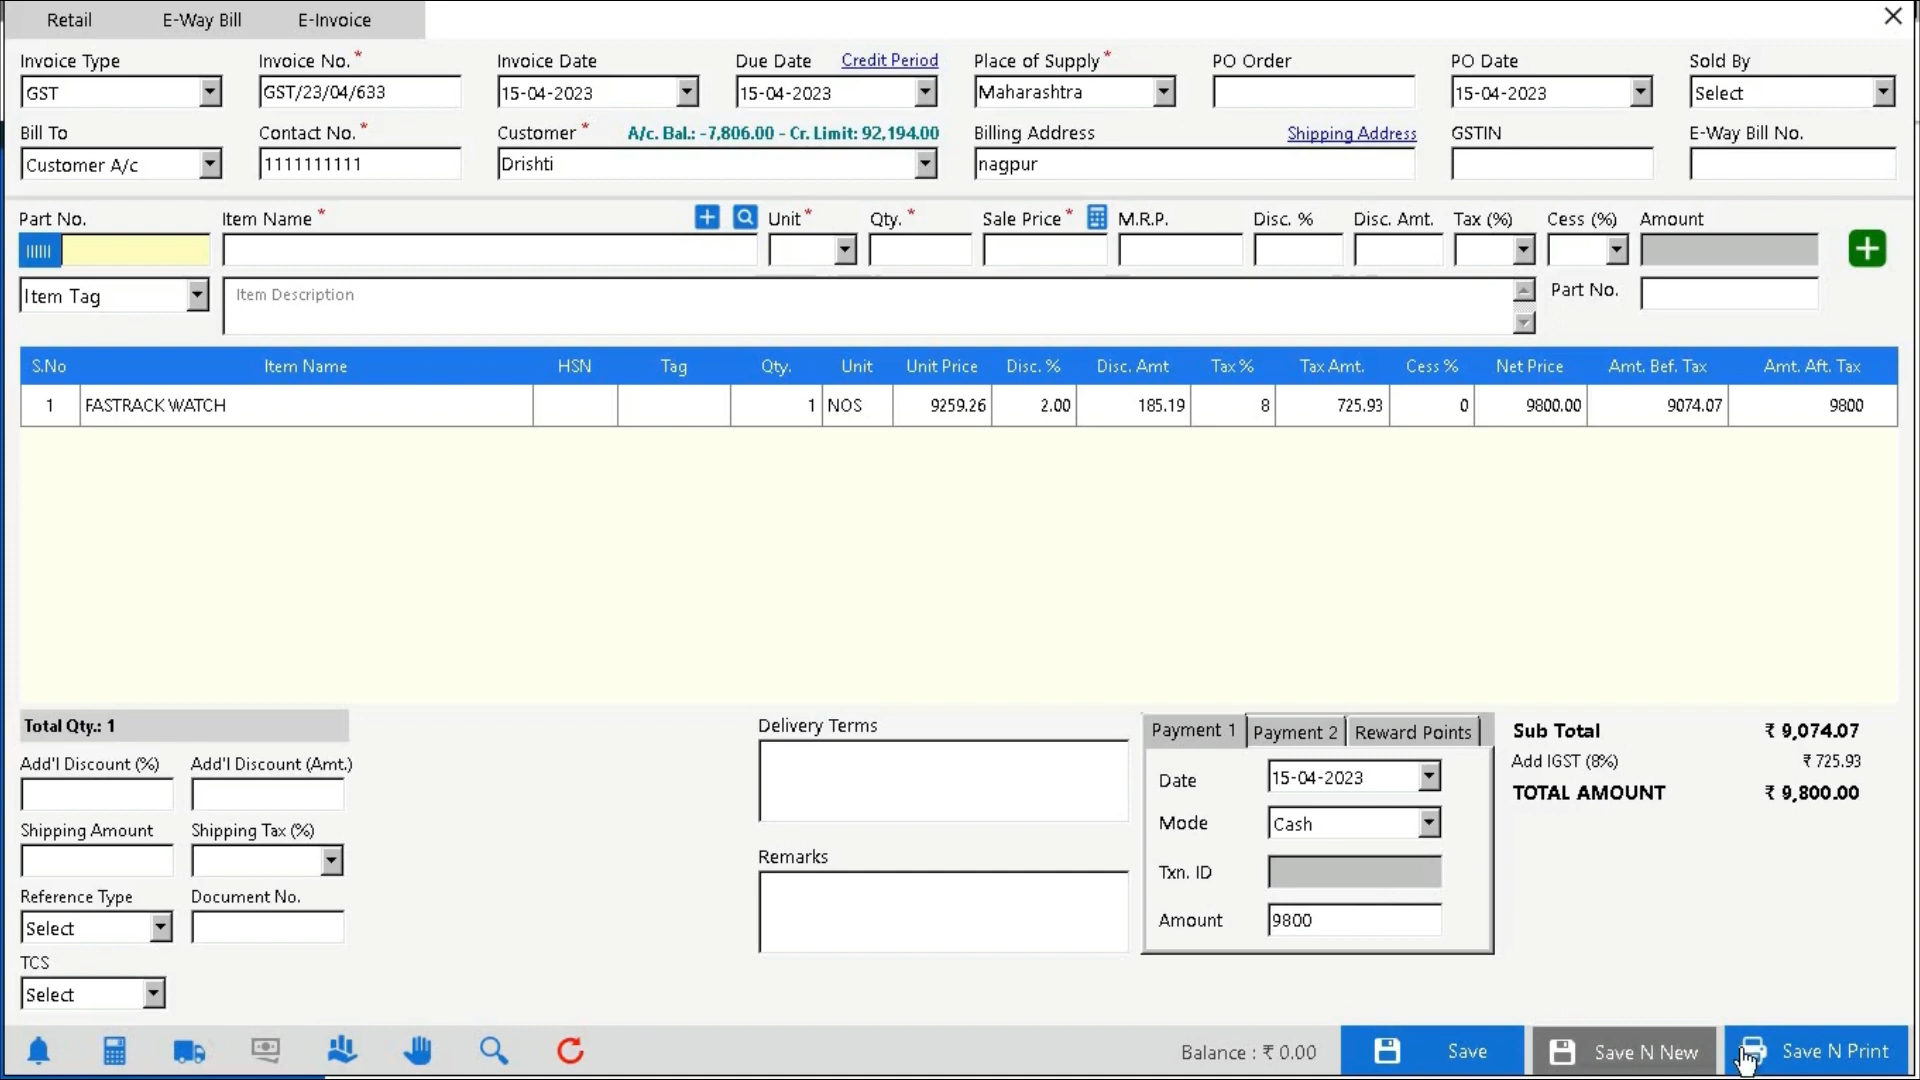 Retail E-Way Bill E-Invoice
Invoice Type Invoice No. * Invoice Date Due Date Credit Period Place of Supply * PO Order PO Date Sold By
GST GST/23/04/633 15-04-2023 15-04-2023 Maharashtra 15-04-2023 Select
Bill To Contact No. * Customer * A/c. Bal.: -7,806.00 - Cr. Limit: 92,194.00 Billing Address Shipping Address GSTIN E-Way Bill No.
Customer A/c 1111111111 Drishti nagpur
Part No. Item Name * Unit * Qty. * Sale Price * M.R.P. Disc. % Disc. Amt. Tax (%) Cess (%) Amount
Item Tag Item Description Part No.
S.No Item Name HSN Tag Qty. Unit Unit Price Disc. % Disc. Amt Tax % Tax Amt. Cess % Net Price Amt. Bef. Tax Amt. Aft. Tax
1 FASTRACK WATCH 1 NOS 9259.26 2.00 185.19 8 725.93 0 9800.00 9074.07 9800
Total Qty.: 1
Add'l Discount (%) Add'l Discount (Amt.)
Shipping Amount Shipping Tax (%)
Reference Type Document No.
Select
TCS
Select
Delivery Terms
Remarks
Payment 1 Payment 2 Reward Points
Date 15-04-2023
Mode Cash
Txn. ID
Amount 9800
Sub Total ₹ 9,074.07
Add IGST (8%) ₹ 725.93
TOTAL AMOUNT ₹ 9,800.00
Balance : ₹ 0.00 Save Save N New Save N Print